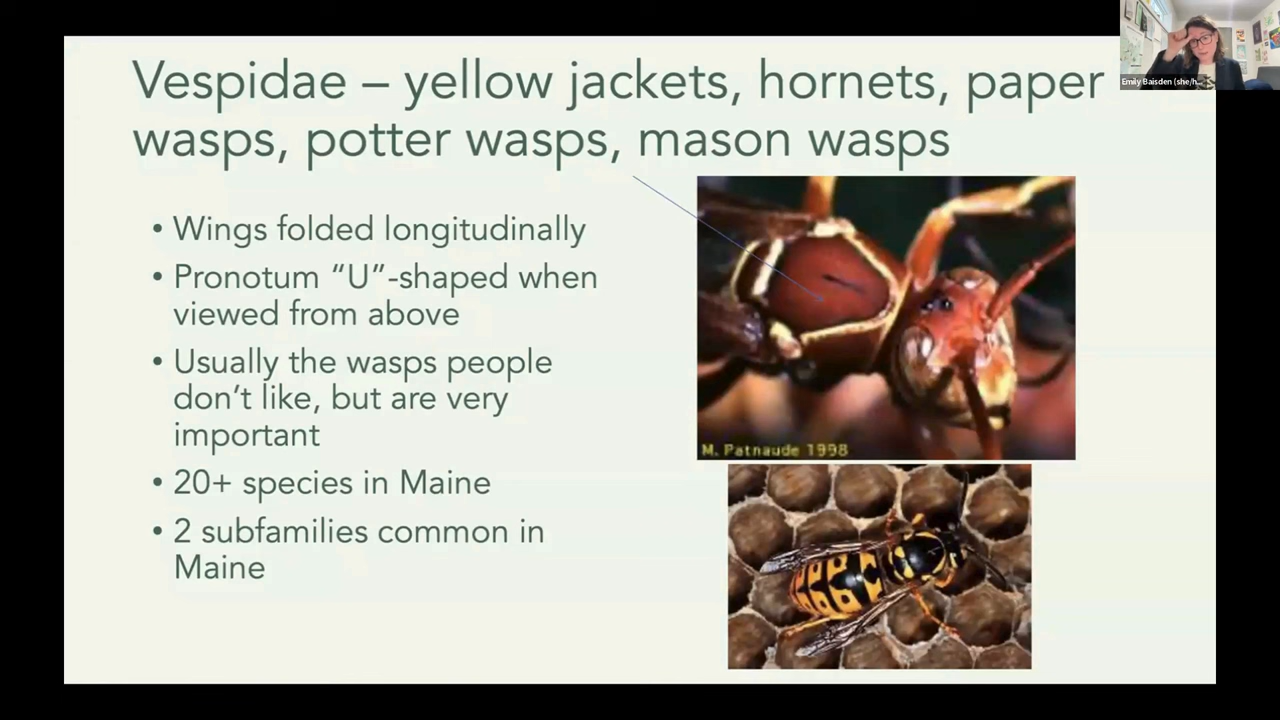 Emily Baisden (she/h...
Vespidae – yellow jackets, hornets, paper
wasps, potter wasps, mason wasps
• Wings folded longitudinally
• Pronotum “U”-shaped when
viewed from above
• Usually the wasps people
don’t like, but are very
important
• 20+ species in Maine
• 2 subfamilies common in
Maine
M. Patnaude 1998